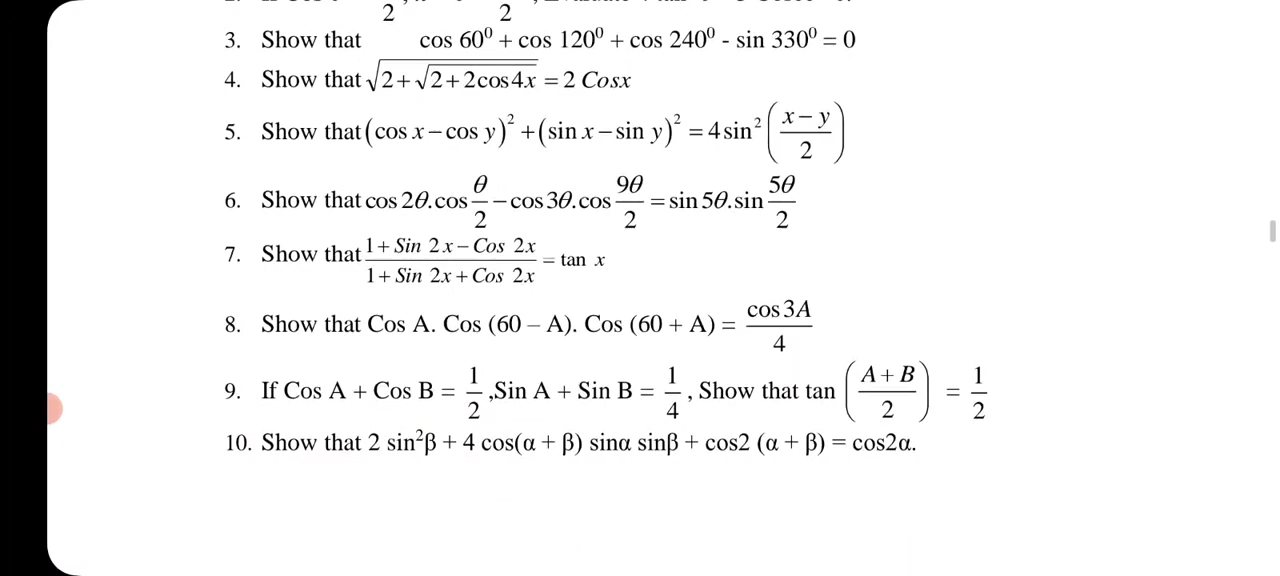 2 2
3. Show that cos 60⁰ + cos 120⁰ + cos 240⁰ - sin 330⁰ = 0
4. Show that √(2+√(2+2cos4x)) = 2 Cosx
5. Show that (cos x − cos y)² + (sin x − sin y)² = 4 sin² ((x − y)/2)
6. Show that cos 2θ.cos θ/2 − cos 3θ.cos 9θ/2 = sin 5θ.sin 5θ/2
7. Show that (1+ Sin 2x − Cos 2x)/(1+ Sin 2x + Cos 2x) = tan x
8. Show that Cos A. Cos (60 – A). Cos (60 + A) = cos 3A/4
9. If Cos A + Cos B = 1/2 ,Sin A + Sin B = 1/4 , Show that tan ((A + B)/2) = 1/2
10. Show that 2 sin²β + 4 cos(α + β) sinα sinβ + cos2 (α + β) = cos2α.